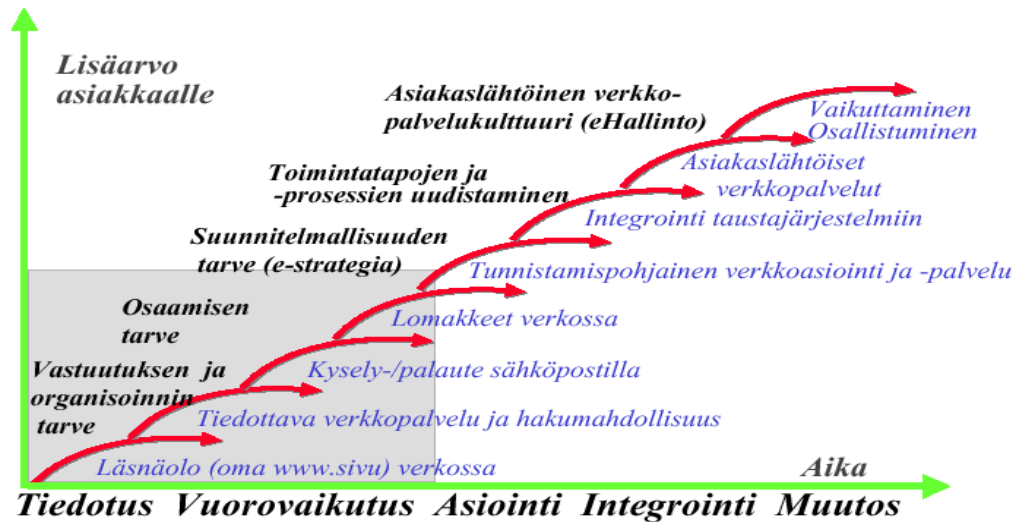 Lisäarvo
asiakkaalle
Asiakaslähtöinen verkko-
palvelukulttuuri (eHallinto)
Vaikuttaminen
Osallistuminen
Toimintatapojen ja
-prosessien uudistaminen
Asiakaslähtöiset
verkkopalvelut
Integrointi taustajärjestelmiin
Suunnitelmallisuuden
tarve (e-strategia)
Tunnistamispohjainen verkkoasiointi ja -palvelu
Osaamisen
tarve
Lomakkeet verkossa
Vastuutuksen ja
organisoinnin
tarve
Kysely-/palaute sähköpostilla
Tiedottava verkkopalvelu ja hakumahdollisuus
Läsnäolo (oma www.sivu) verkossa
Aika
Tiedotus Vuorovaikutus Asiointi Integrointi Muutos